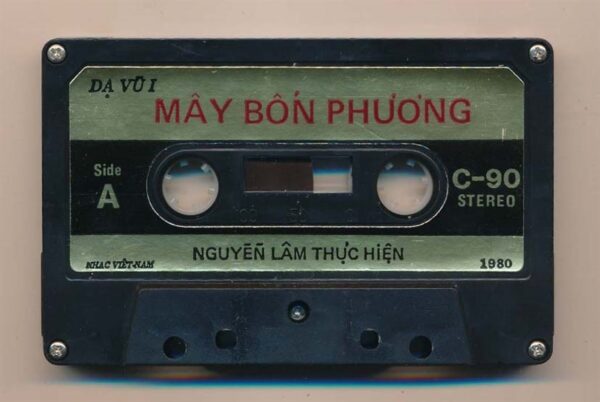 DẠ VŨ I
MÂY BỐN PHƯƠNG
Side
A
C-90
STEREO
NGUYỄN LÂM THỰC HIỆN
NHẠC VIỆT-NAM
1980